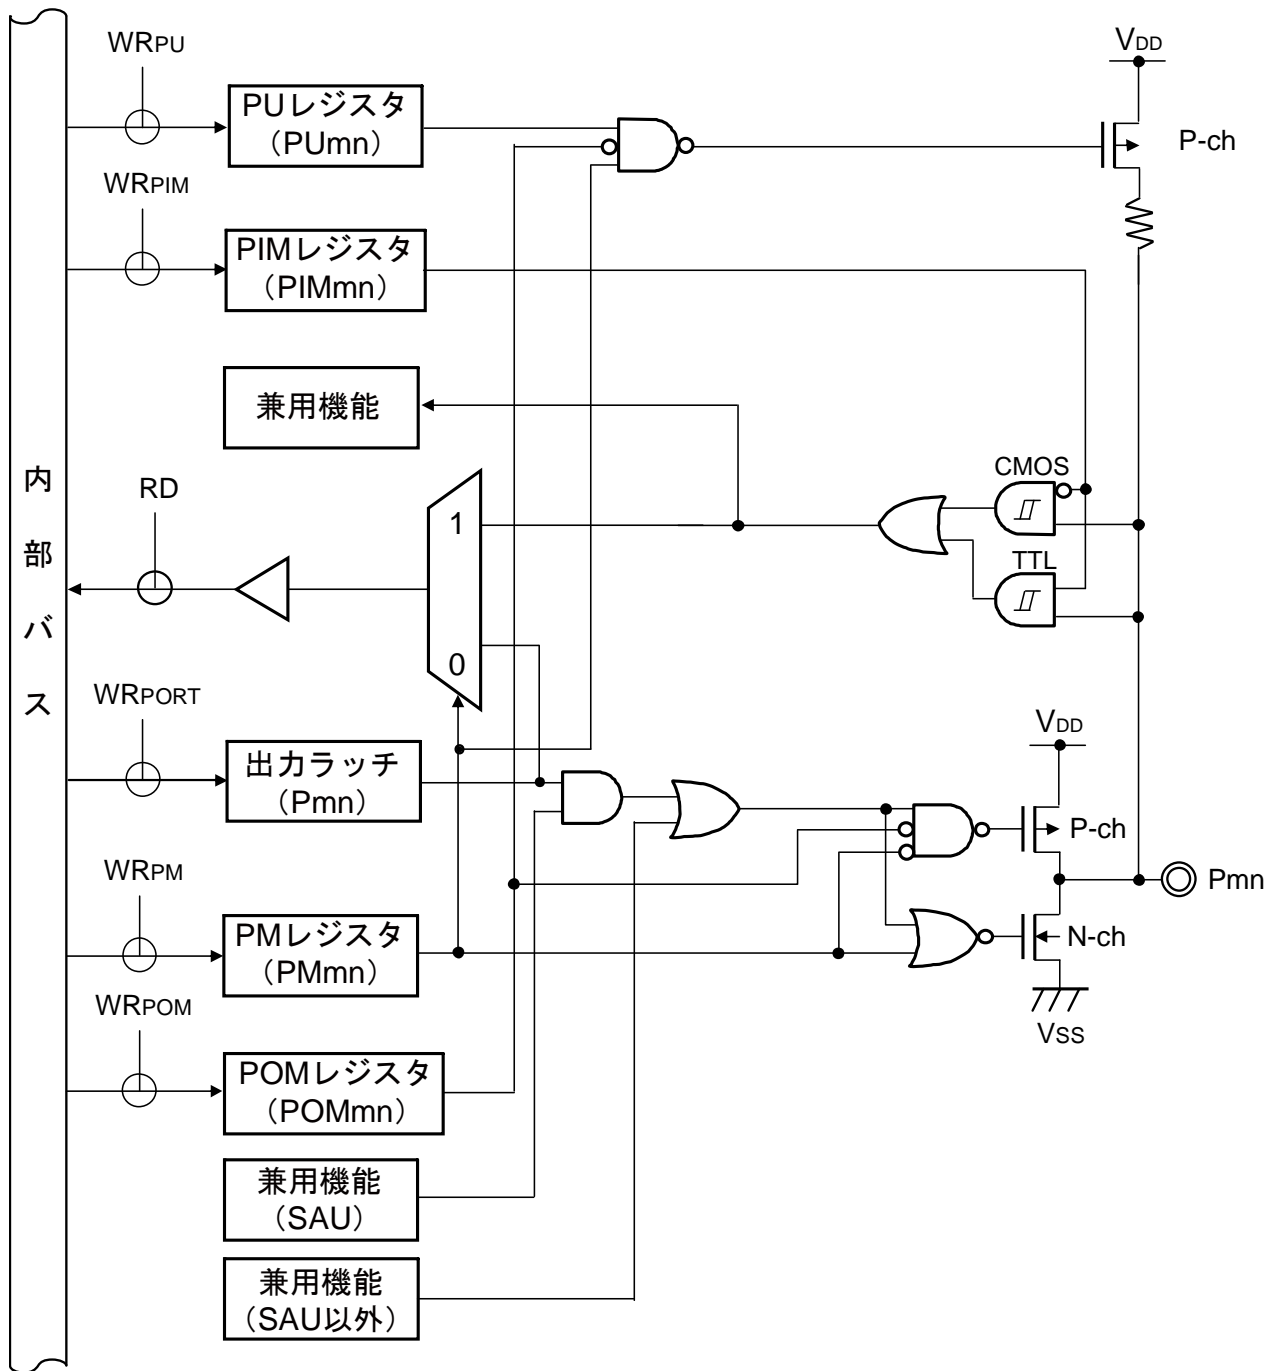 WRPU
PUレジスタ
（PUmn）
VDD
P-ch
WRPIM
PIMレジスタ
（PIMmn）
兼用機能
CMOS
TTL
内部バス
RD
1
0
WRPORT
出力ラッチ
（Pmn）
VDD
P-ch
Pmn
N-ch
VSS
WRPM
PMレジスタ
（PMmn）
WRPOM
POMレジスタ
（POMmn）
兼用機能
（SAU）
兼用機能
（SAU以外）